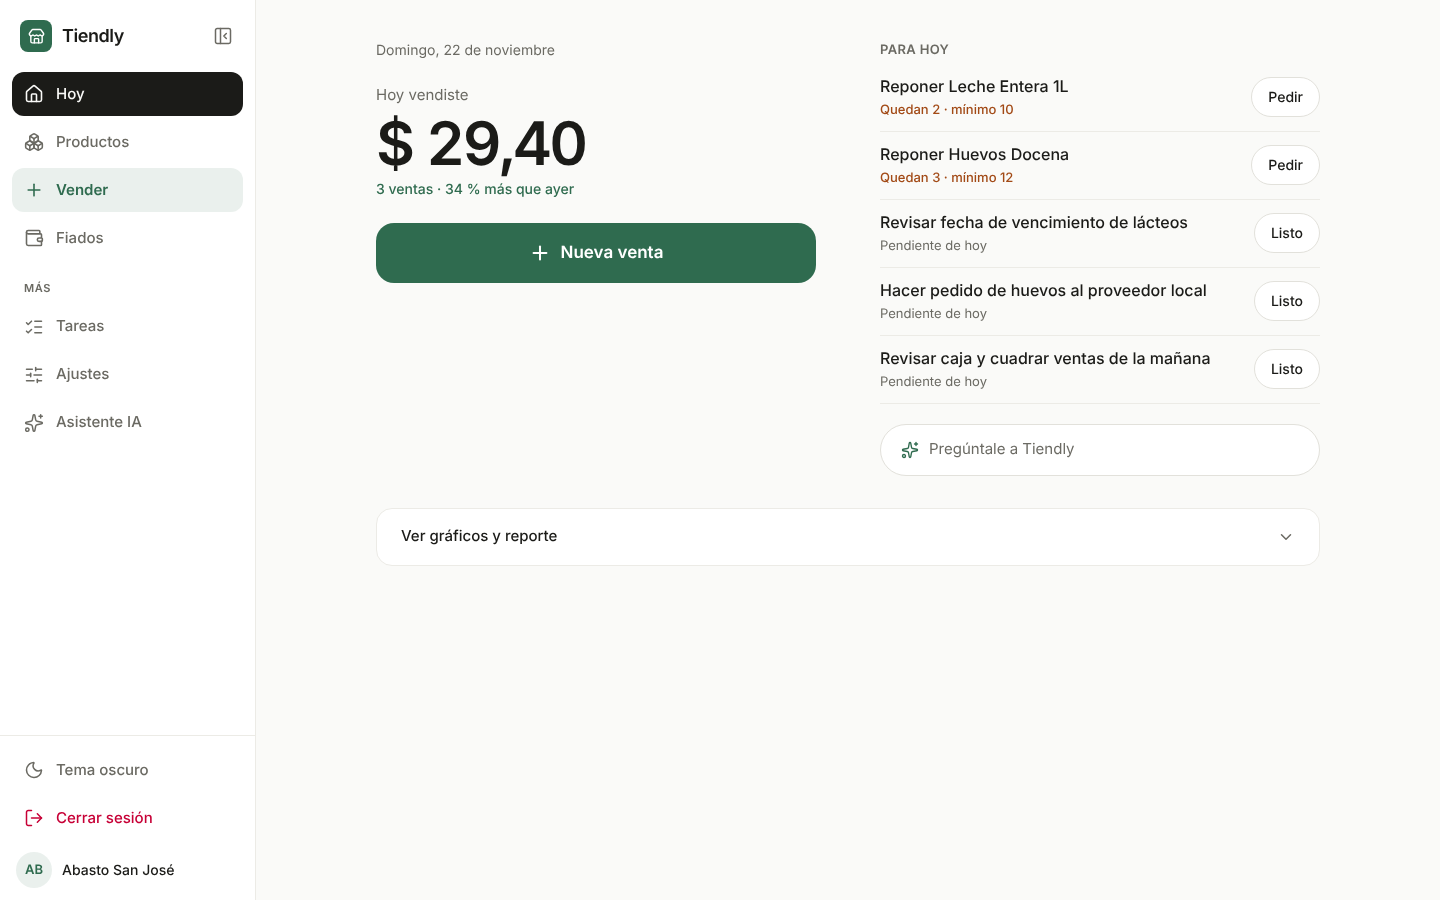 Tiendly
Hoy
Productos
Vender
Fiados
MÁS
Tareas
Ajustes
Asistente IA
Tema oscuro
Cerrar sesión
AB
Abasto San José
Domingo, 22 de noviembre
Hoy vendiste
$ 29,40
3 ventas · 34 % más que ayer
Nueva venta
PARA HOY
Reponer Leche Entera 1L
Quedan 2 · mínimo 10
Pedir
Reponer Huevos Docena
Quedan 3 · mínimo 12
Pedir
Revisar fecha de vencimiento de lácteos
Pendiente de hoy
Listo
Hacer pedido de huevos al proveedor local
Pendiente de hoy
Listo
Revisar caja y cuadrar ventas de la mañana
Pendiente de hoy
Listo
Pregúntale a Tiendly
Ver gráficos y reporte